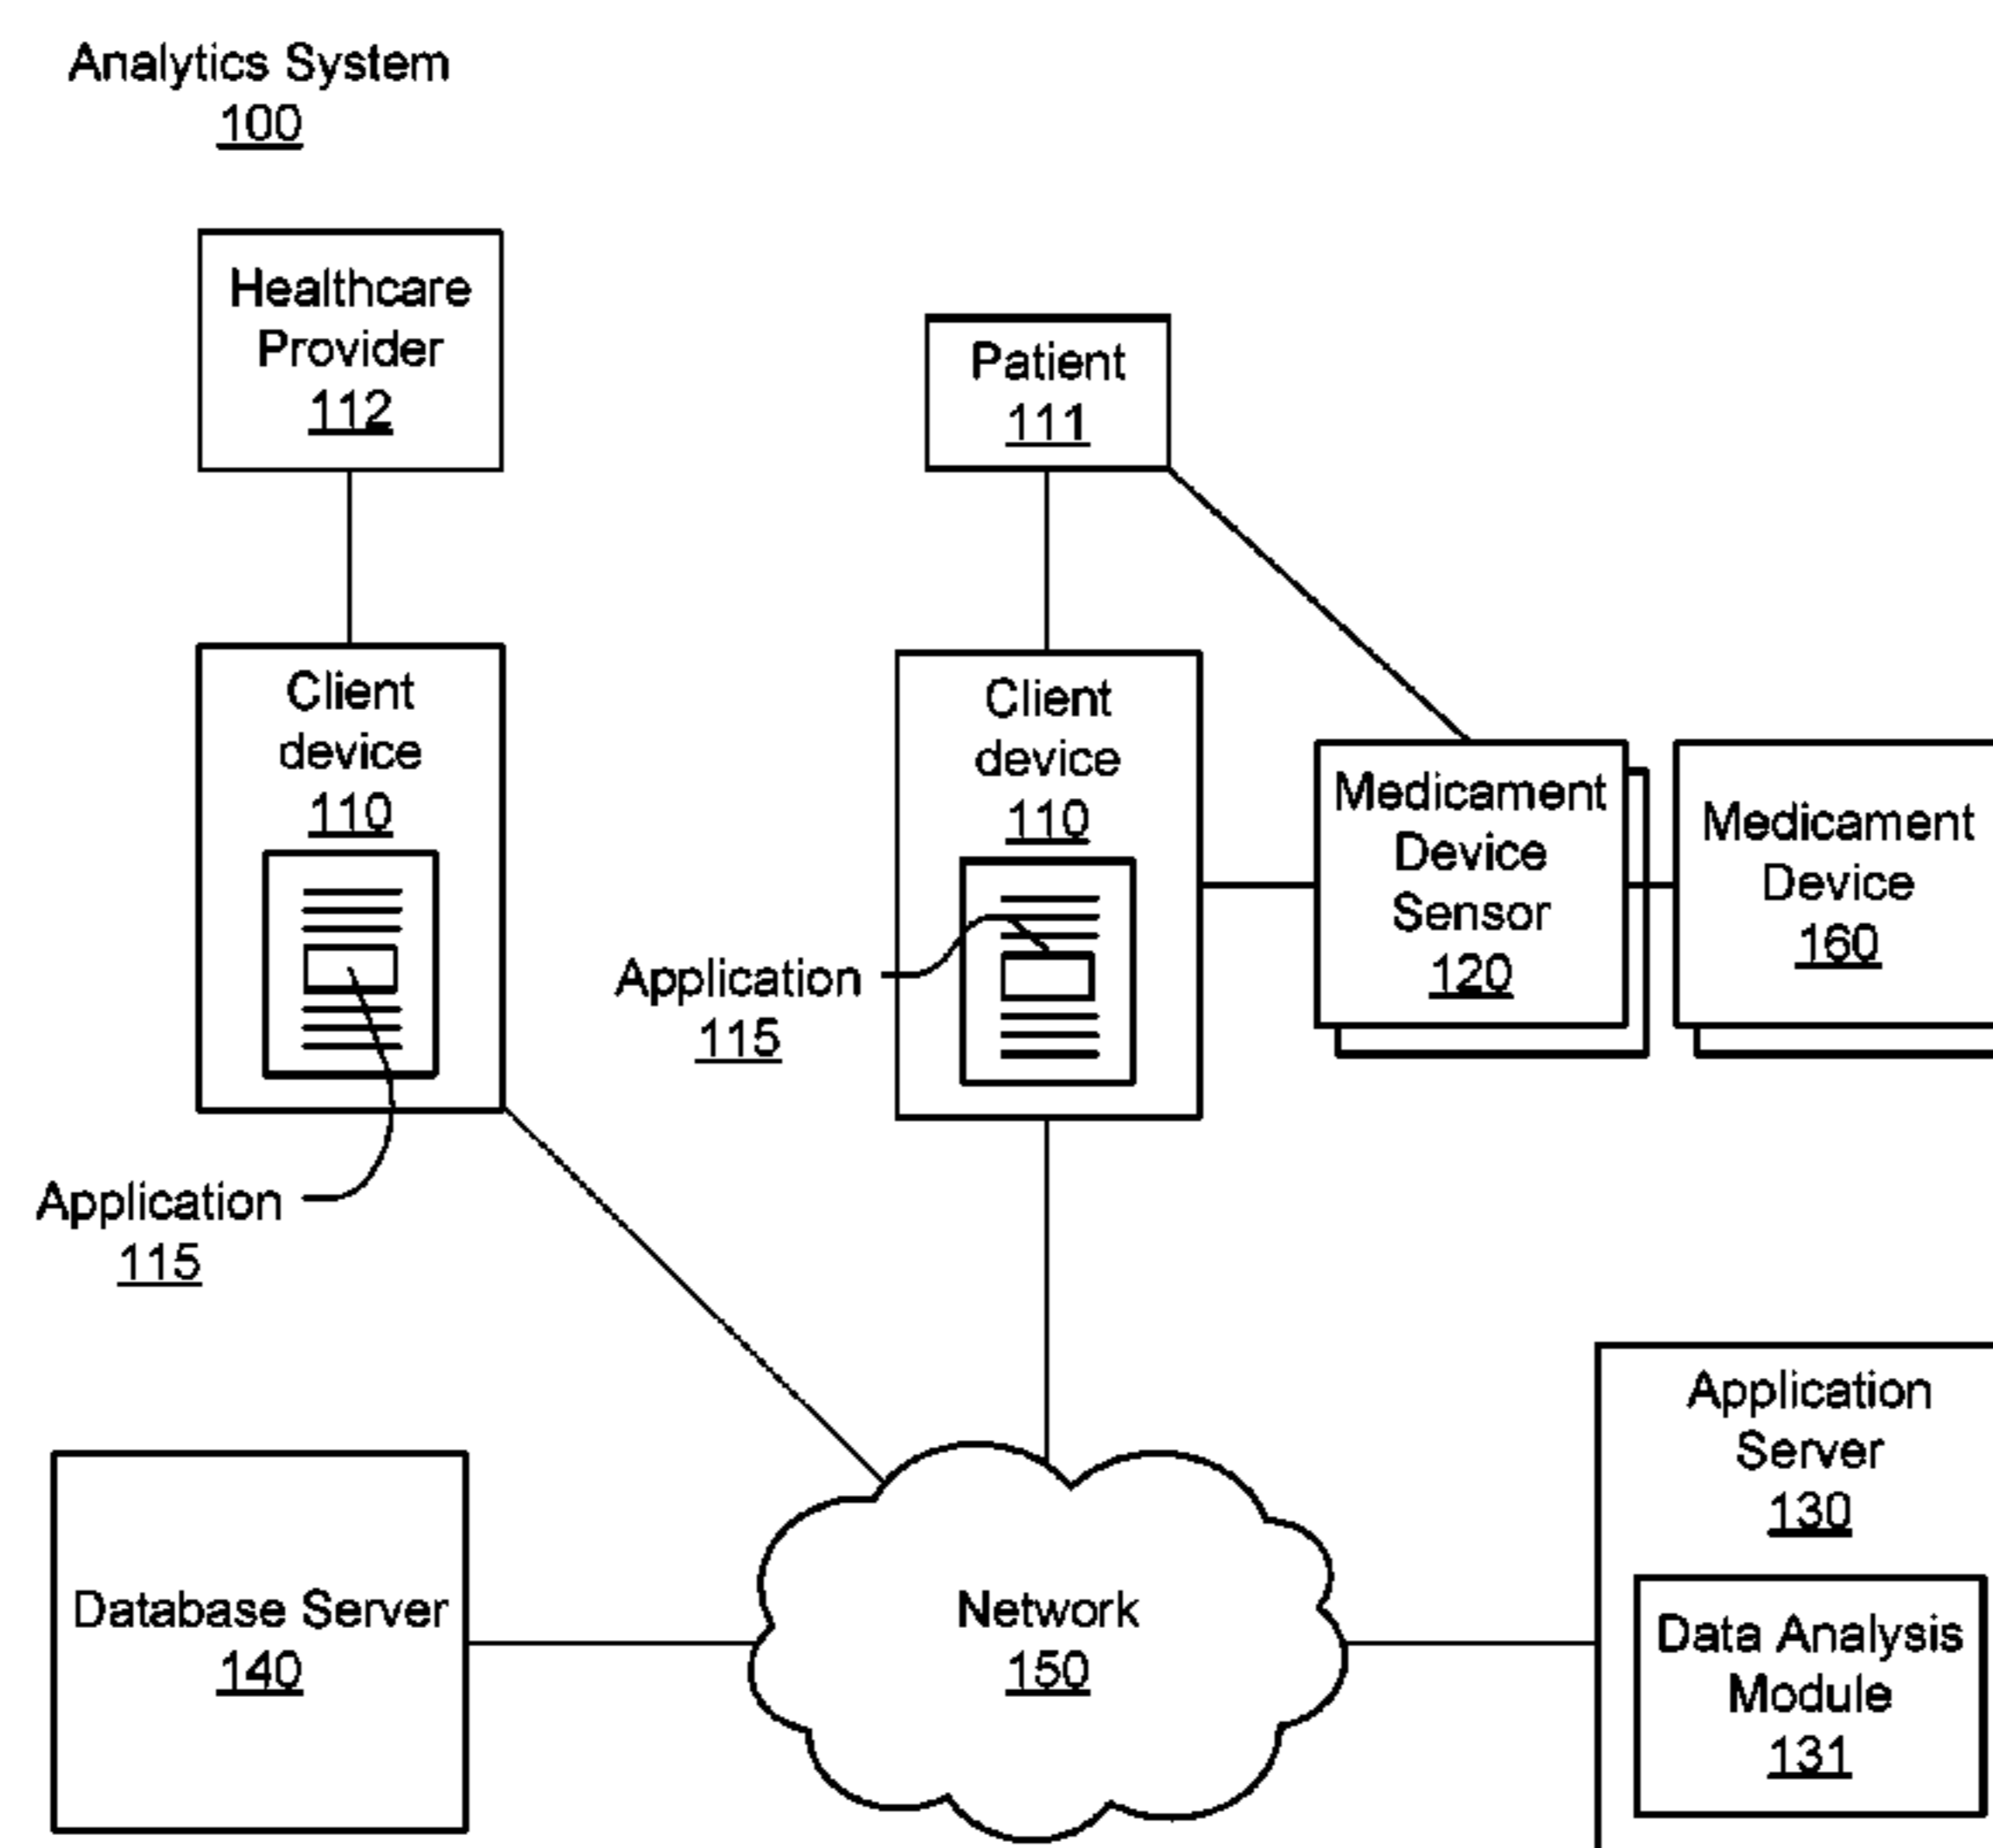 Analytics System
100
Healthcare
Provider
112
Patient
111
Client
device
110
Client
device
110
Medicament
Device
Sensor
120
Medicament
Device
160
Application
115
Application
115
Database Server
140
Network
150
Application
Server
130
Data Analysis
Module
131